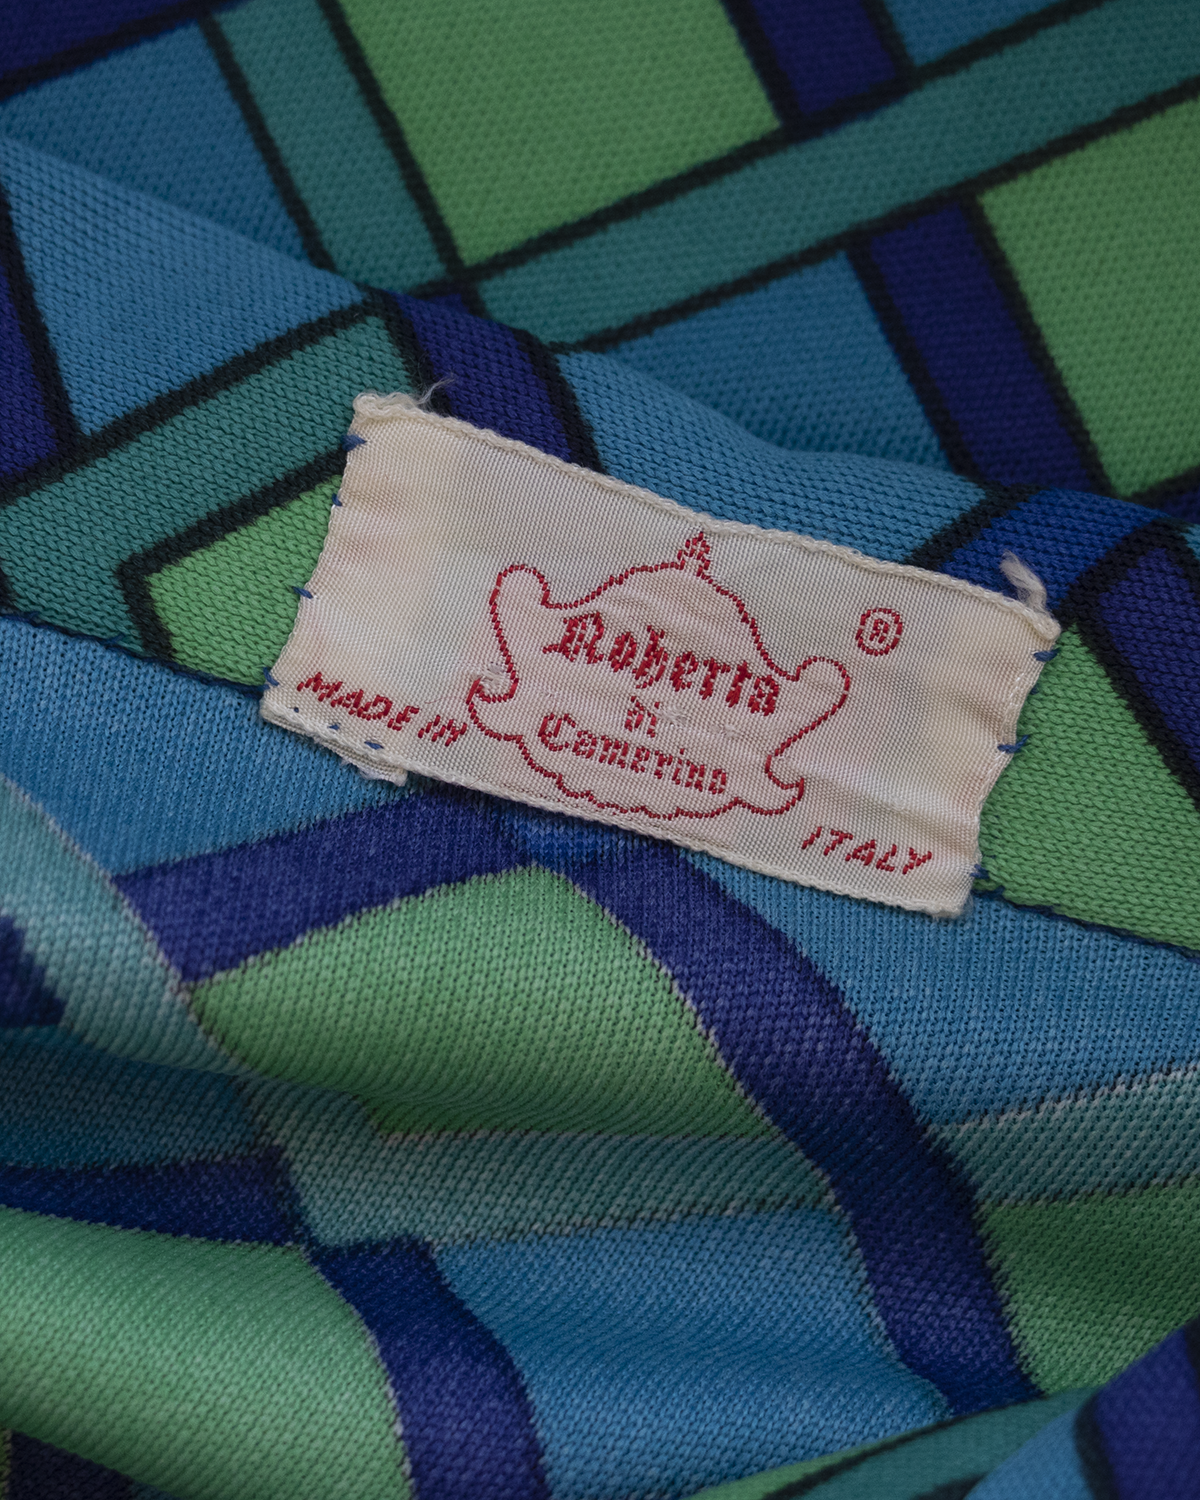 Roberta
®
di
Camerino
MADE IN ITALY